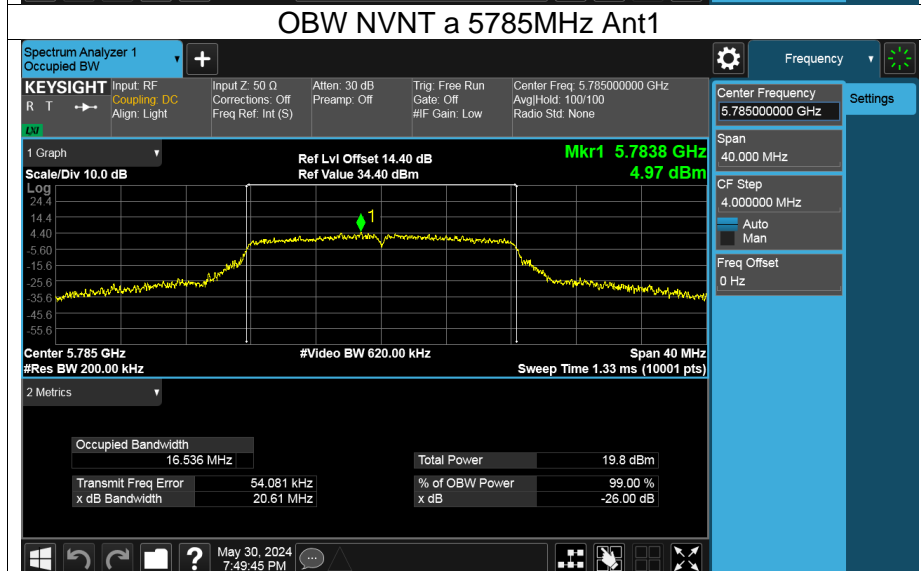 OBW NVNT a 5785MHz Ant1
Spectrum Analyzer 1
Occupied BW
+
Frequency
KEYSIGHT
R T
LXI
Input: RF
Coupling: DC
Align: Light
Input Z: 50 Ω
Corrections: Off
Freq Ref: Int (S)
Atten: 30 dB
Preamp: Off
Trig: Free Run
Gate: Off
#IF Gain: Low
Center Freq: 5.785000000 GHz
Avg|Hold: 100/100
Radio Std: None
Center Frequency
5.785000000 GHz
Settings
Span
40.000 MHz
CF Step
4.000000 MHz
Auto
Man
Freq Offset
0 Hz
1 Graph
Ref Lvl Offset 14.40 dB
Mkr1 5.7838 GHz
Scale/Div 10.0 dB
Ref Value 34.40 dBm
4.97 dBm
Log
24.4
14.4
4.40
-5.60
-15.6
-25.6
-35.6
-45.6
-55.6
1
Center 5.785 GHz
#Video BW 620.00 kHz
Span 40 MHz
#Res BW 200.00 kHz
Sweep Time 1.33 ms (10001 pts)
2 Metrics
Occupied Bandwidth
16.536 MHz
Total Power 19.8 dBm
Transmit Freq Error 54.081 kHz
% of OBW Power 99.00 %
x dB Bandwidth 20.61 MHz
x dB -26.00 dB
?
May 30, 2024
7:49:45 PM